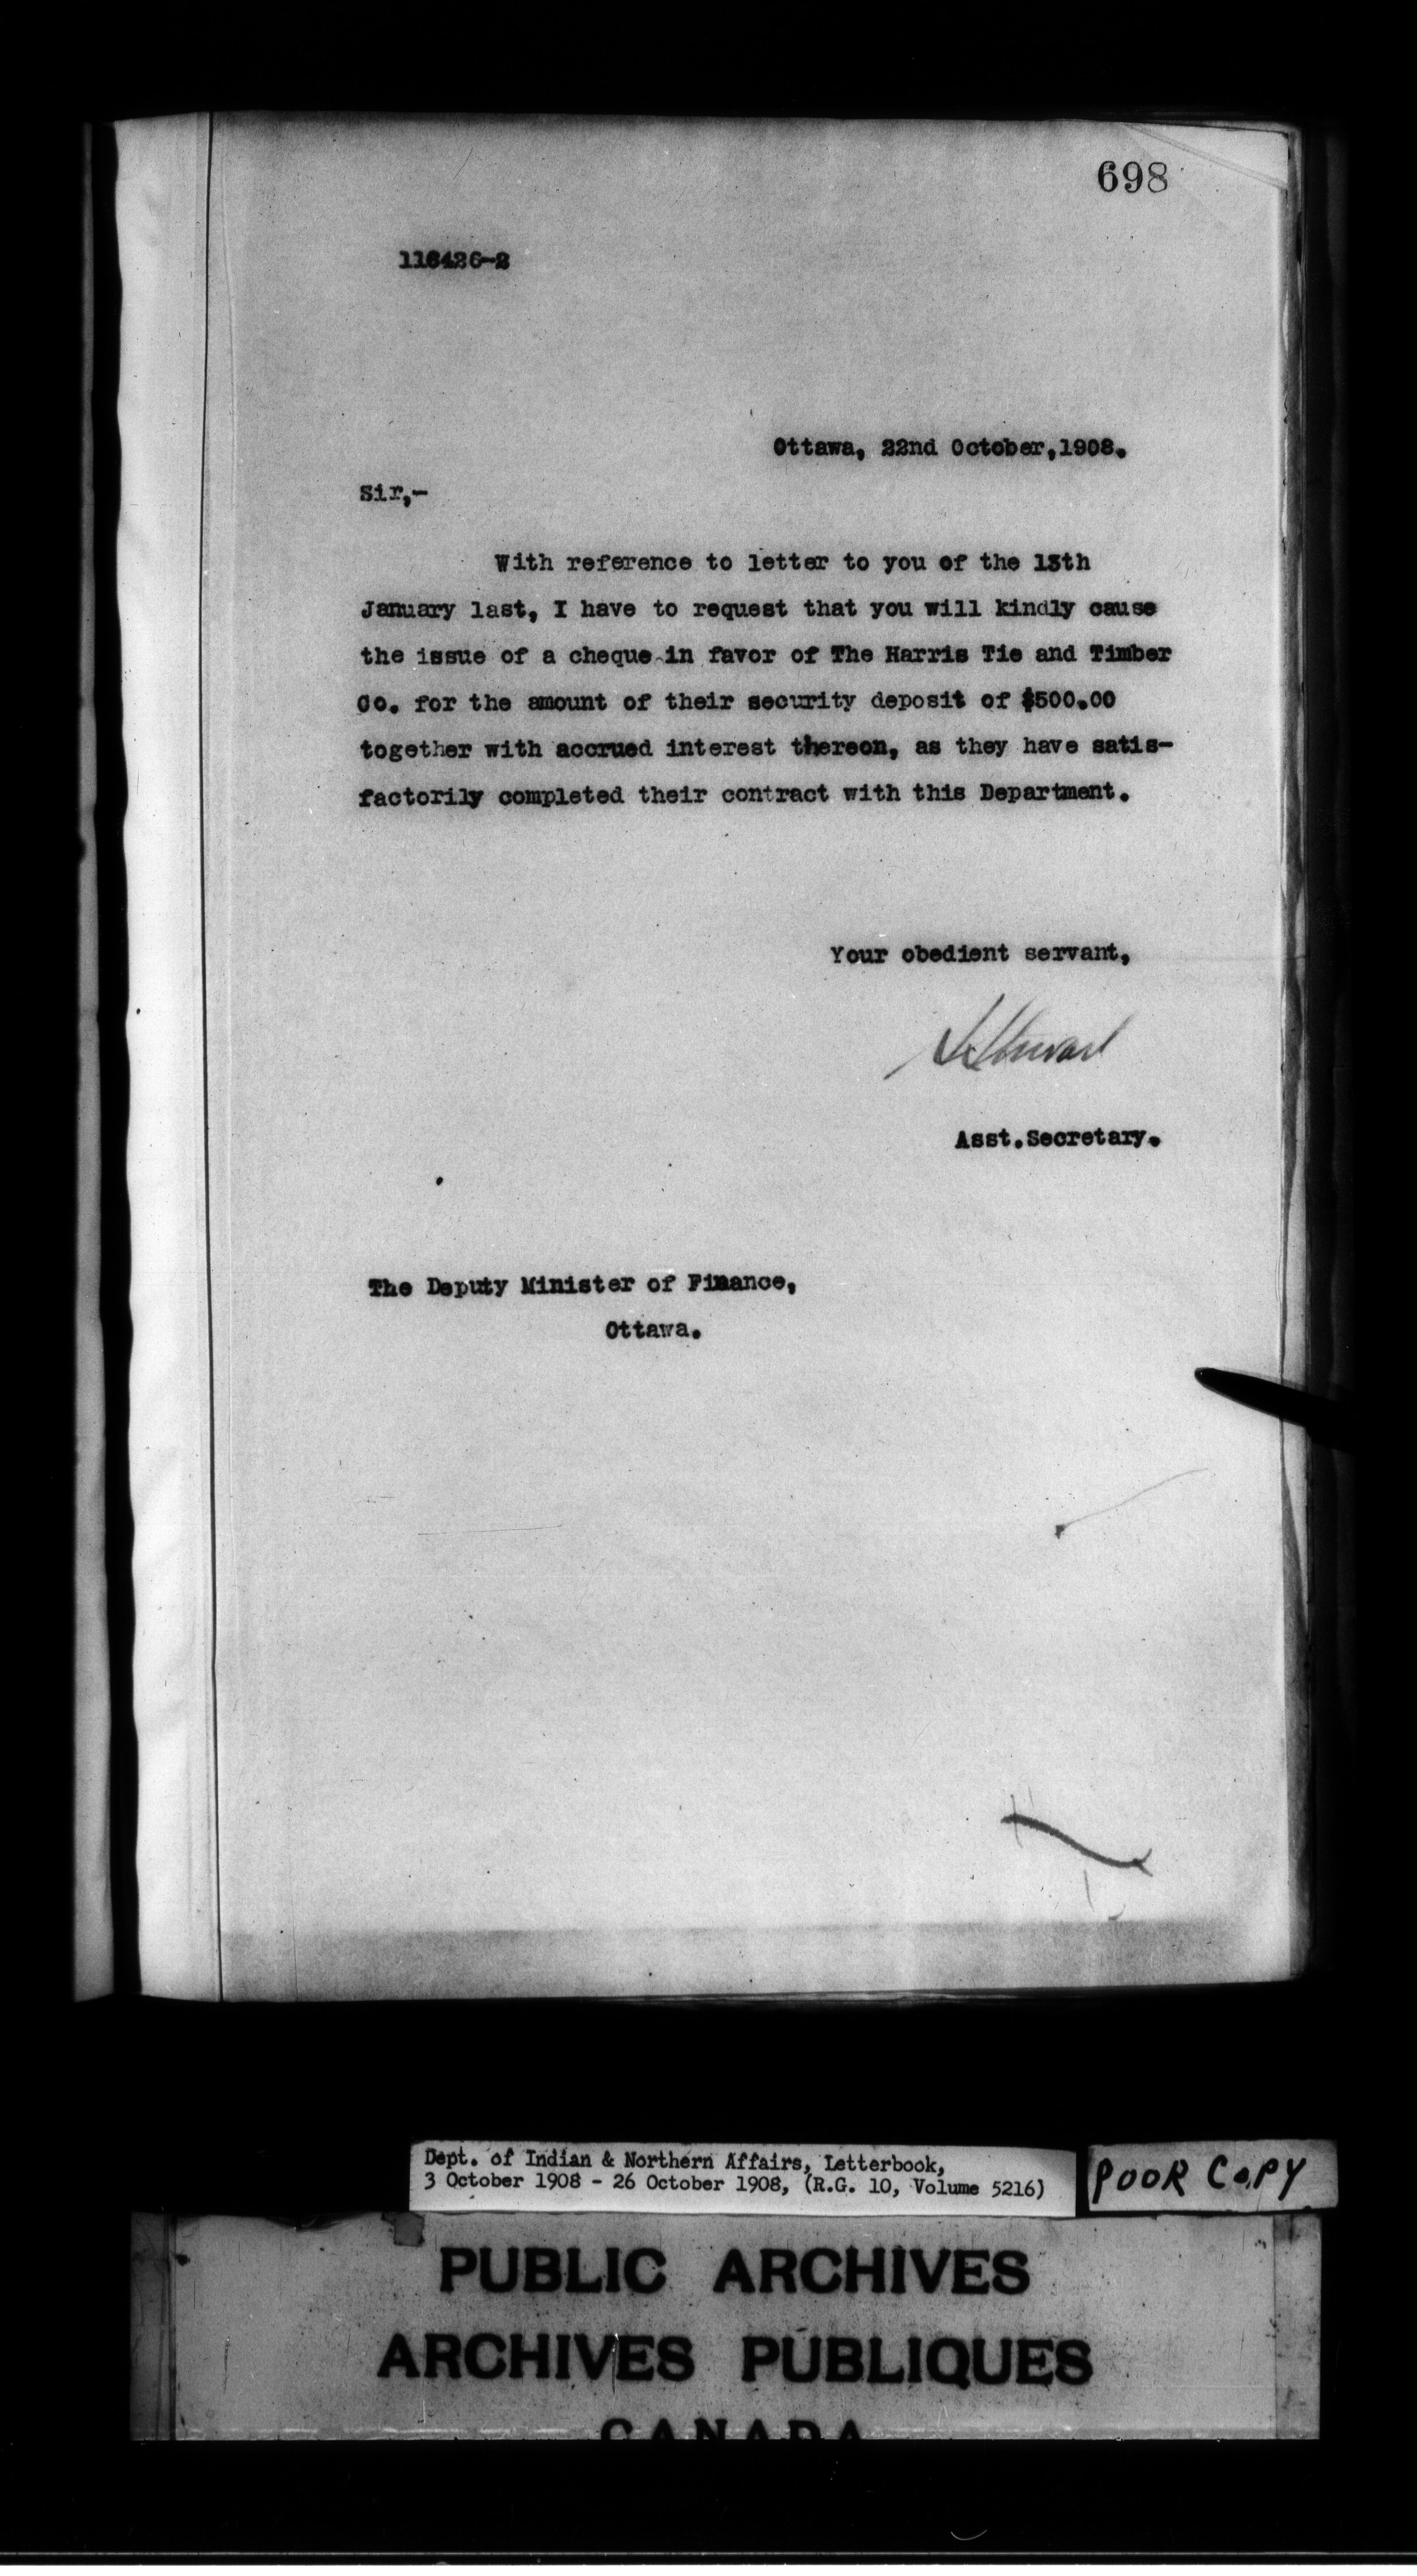 698
116426-2
Ottawa, 22nd October, 1908.
Sir,-
With reference to letter to you of the 13th
January last, I have to request that you will kindly cause
the issue of a cheque in favor of The Harris Tie and Timber
Co. for the amount of their security deposit of $500.00
together with accrued interest thereon, as they have satis-
factorily completed their contract with this Department.
Your obedient servant,
Stewart
Asst. Secretary.
The Deputy Minister of Finance,
Ottawa.
Dept. of Indian & Northern Affairs, Letterbook,
3 October 1908 - 26 October 1908, (R.G. 10, Volume 5216)
POOR COPY
PUBLIC ARCHIVES
ARCHIVES PUBLIQUES
CANADA